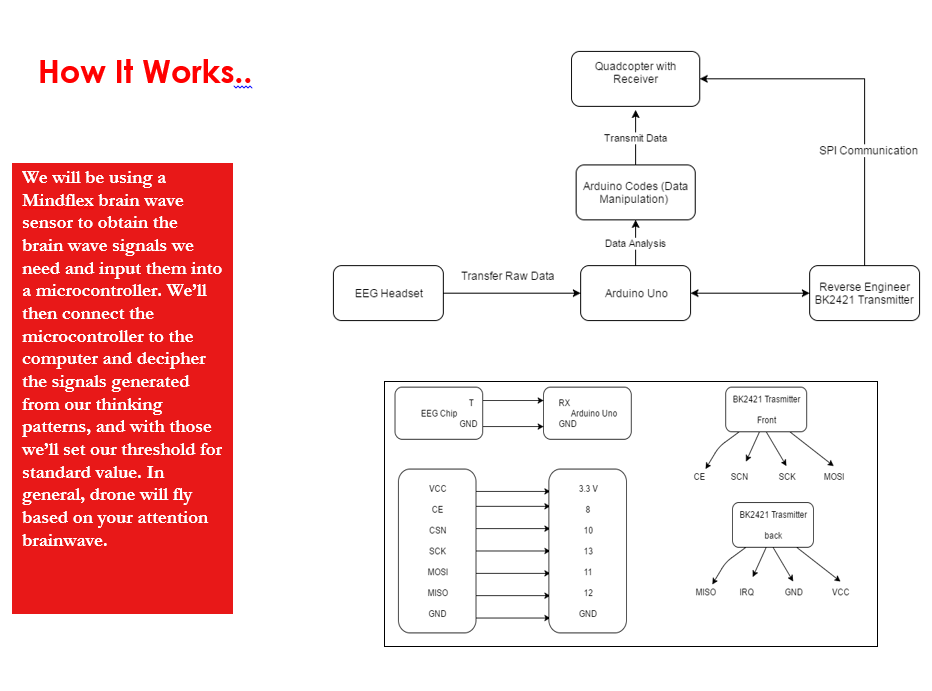 How It Works..
We will be using a
Mindflex brain wave
sensor to obtain the
brain wave signals we
need and input them into
a microcontroller. We'll
then connect the
microcontroller to the
computer and decipher
the signals generated
from our thinking
patterns, and with those
we'll set our threshold for
standard value. In
general, drone will fly
based on your attention
brainwave.
Quadcopter with
Receiver
Transmit Data
SPI Communication
Arduino Codes (Data
Manipulation)
Data Analysis
EEG Headset
Transfer Raw Data
Arduino Uno
Reverse Engineer
BK2421 Transmitter
T
EEG Chip
GND
RX
Arduino Uno
GND
VCC
CE
CSN
SCK
MOSI
MISO
GND
3.3 V
8
10
13
11
12
GND
BK2421 Trasmitter
Front
CE
SCN
SCK
MOSI
BK2421 Trasmitter
back
MISO
IRQ
GND
VCC